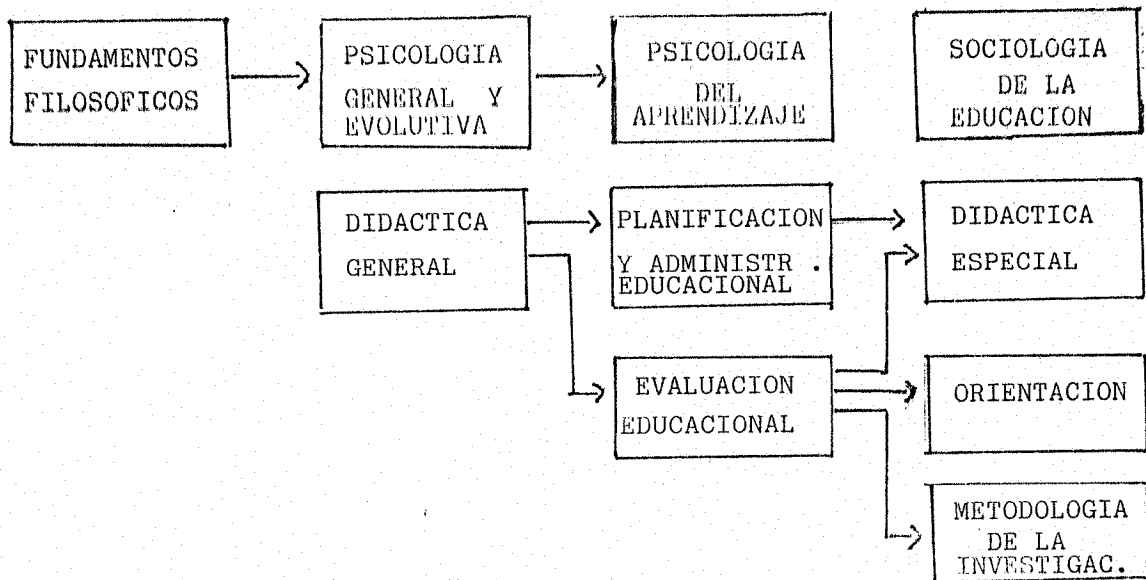 FUNDAMENTOS
FILOSOFICOS
PSICOLOGIA
GENERAL Y
EVOLUTIVA
PSICOLOGIA
DEL
APRENDIZAJE
SOCIOLOGIA
DE LA
EDUCACION
DIDACTICA
GENERAL
PLANIFICACION
Y ADMINISTR .
EDUCACIONAL
DIDACTICA
ESPECIAL
EVALUACION
EDUCACIONAL
ORIENTACION
METODOLOGIA
DE LA
INVESTIGAC.